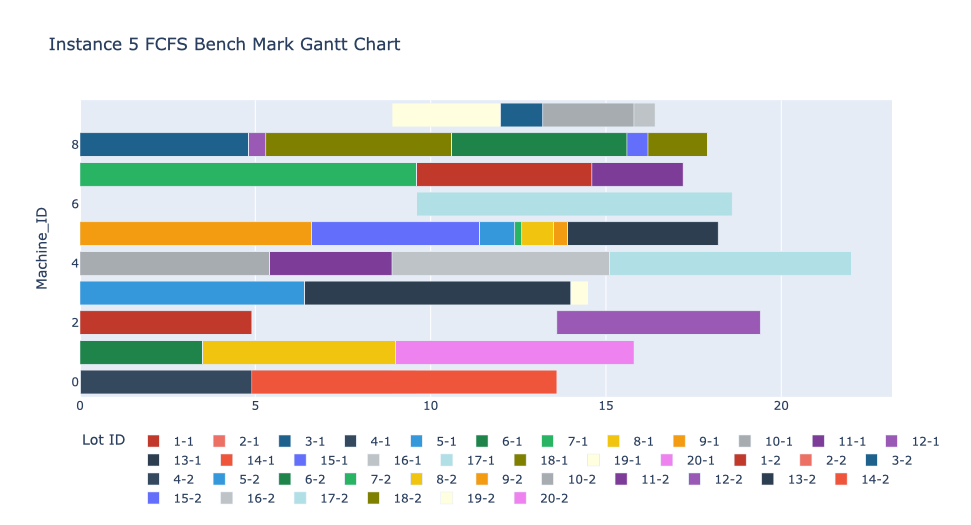 Instance 5 FCFS Bench Mark Gantt Chart
Machine_ID
8
6
4
2
0
0 5 10 15 20
Lot ID 1-1 2-1 3-1 4-1 5-1 6-1 7-1 8-1 9-1 10-1 11-1 12-1
13-1 14-1 15-1 16-1 17-1 18-1 19-1 20-1 1-2 2-2 3-2
4-2 5-2 6-2 7-2 8-2 9-2 10-2 11-2 12-2 13-2 14-2
15-2 16-2 17-2 18-2 19-2 20-2